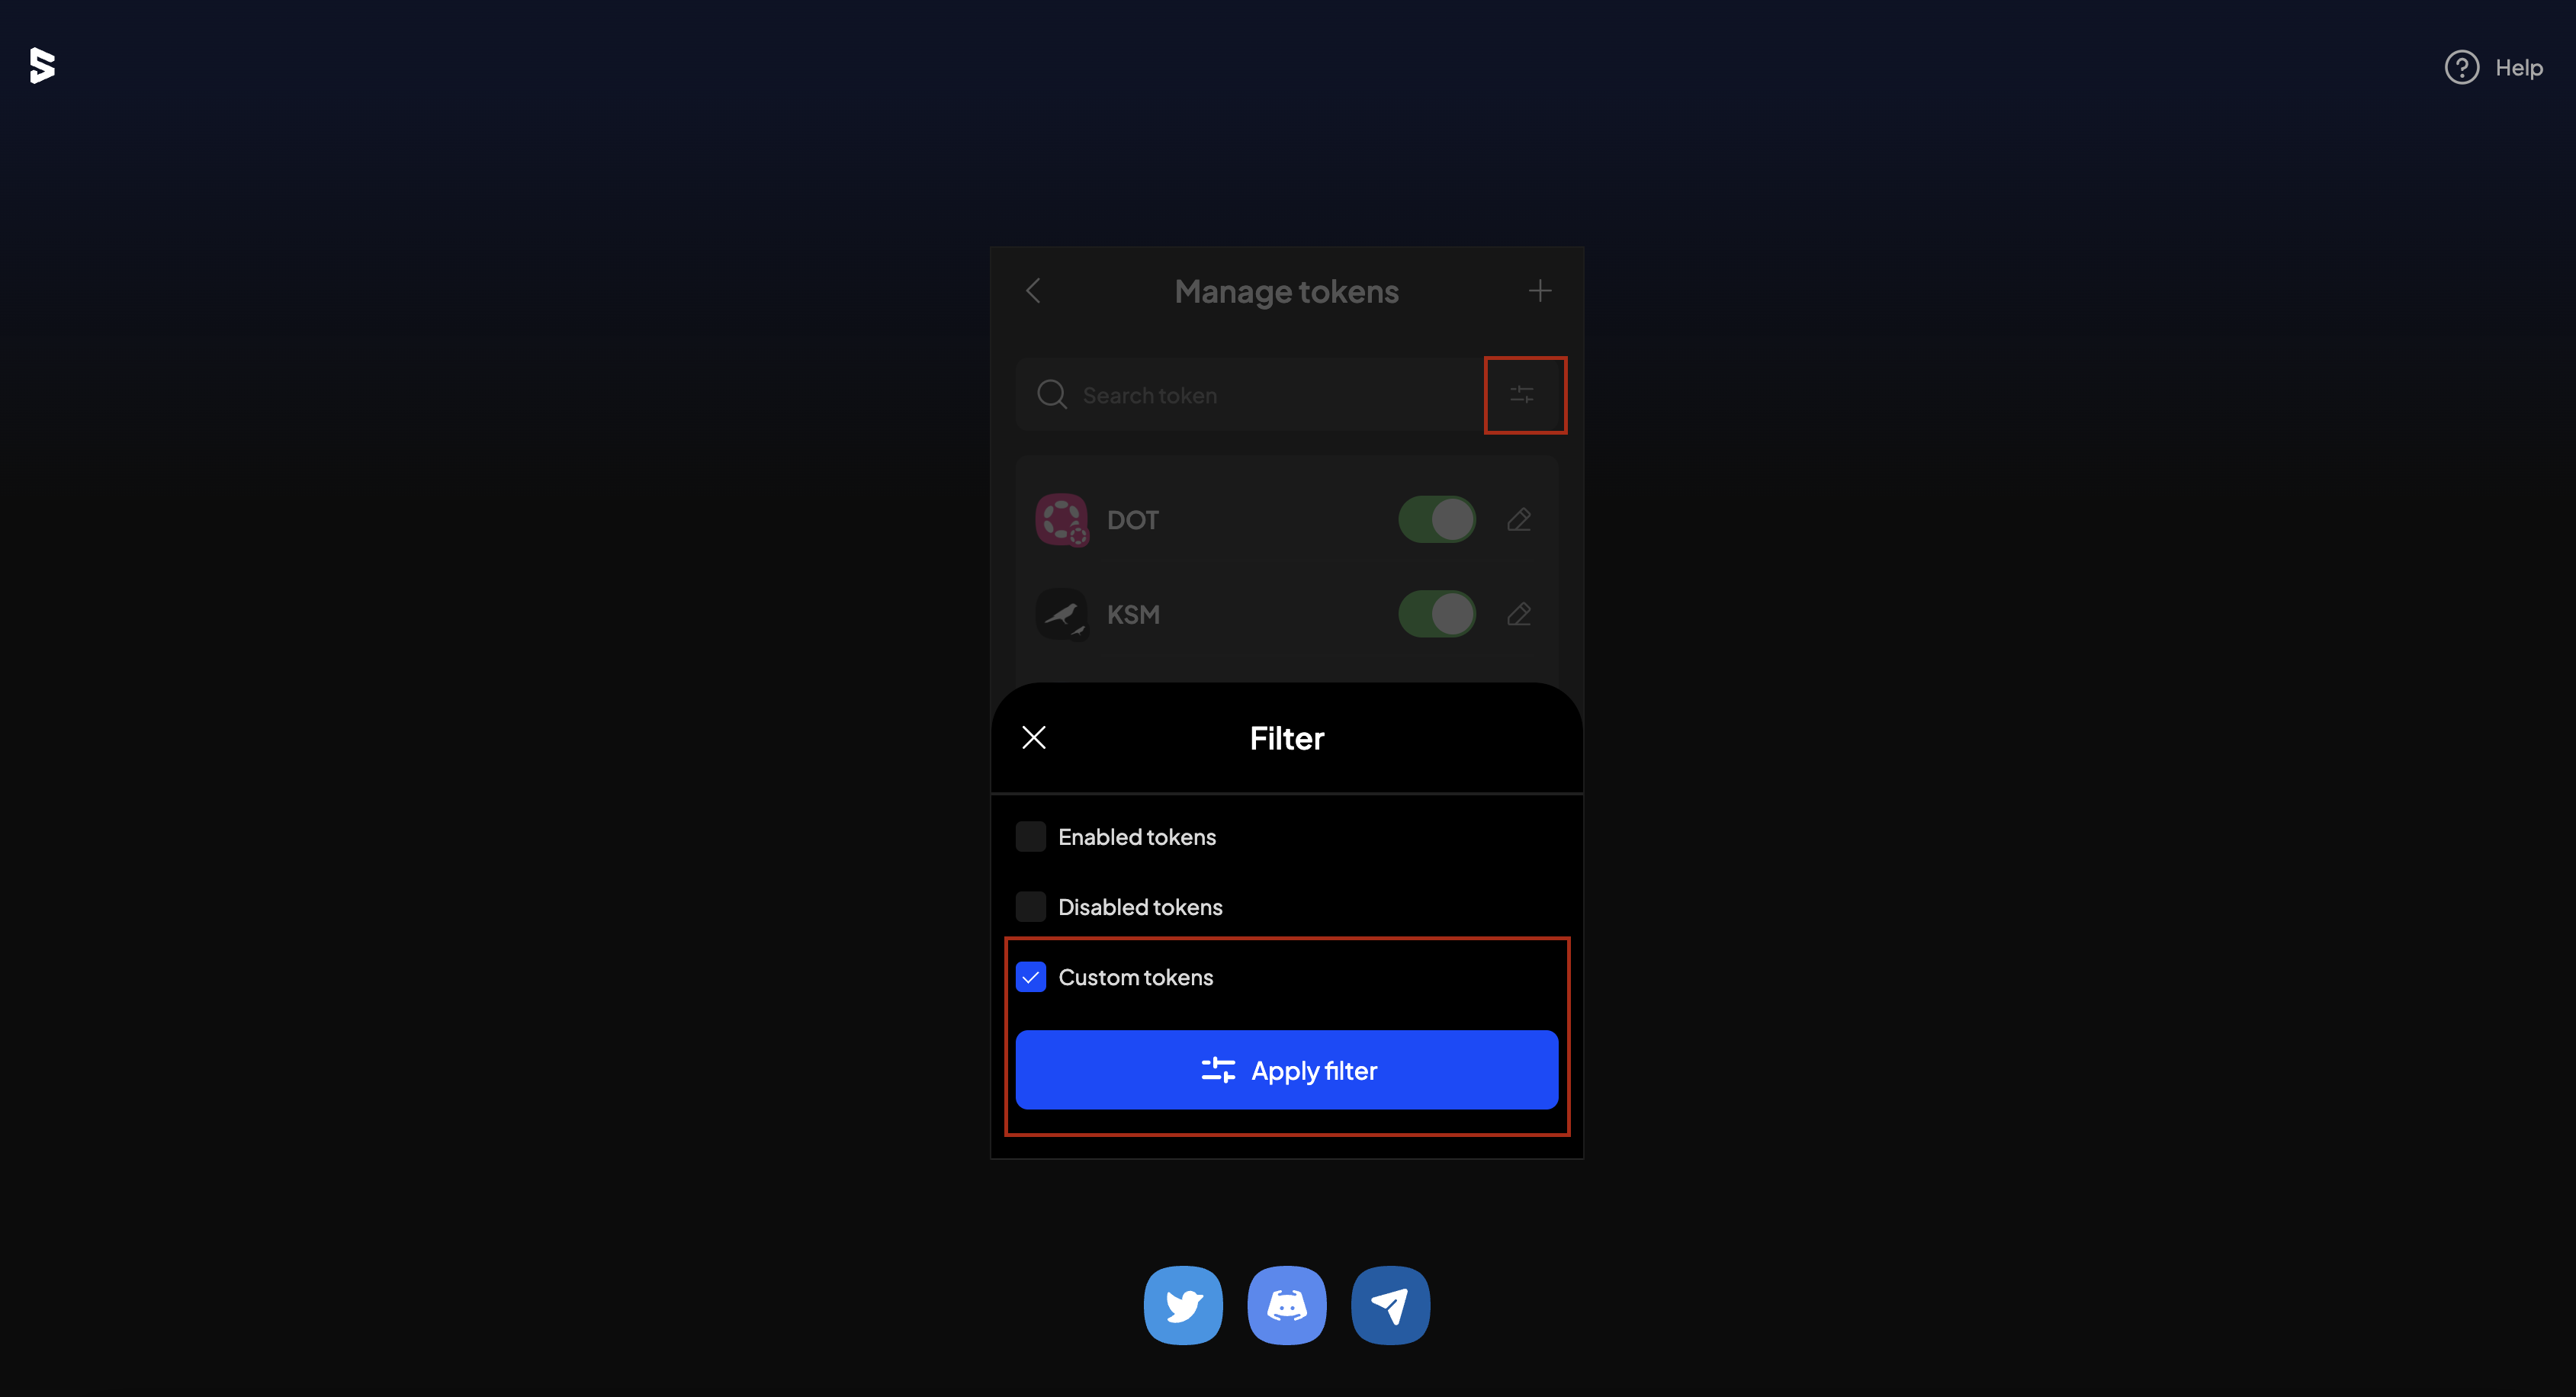 Help
Manage tokens
Search token
DOT
KSM
Filter
Enabled tokens
Disabled tokens
Custom tokens
Apply filter